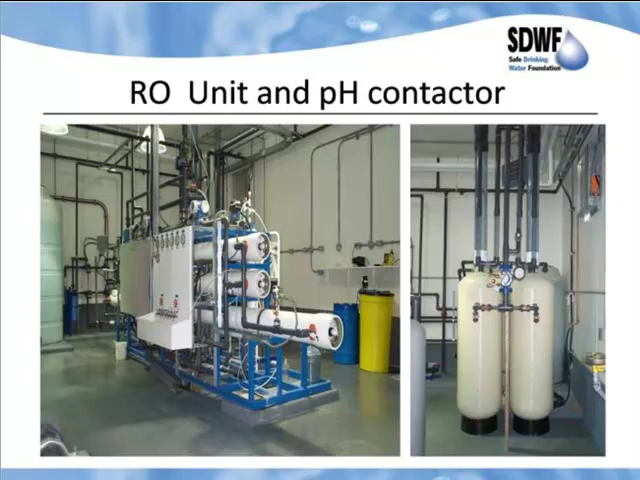 SDWF
Safe Drinking
Water Foundation
RO Unit and pH contactor